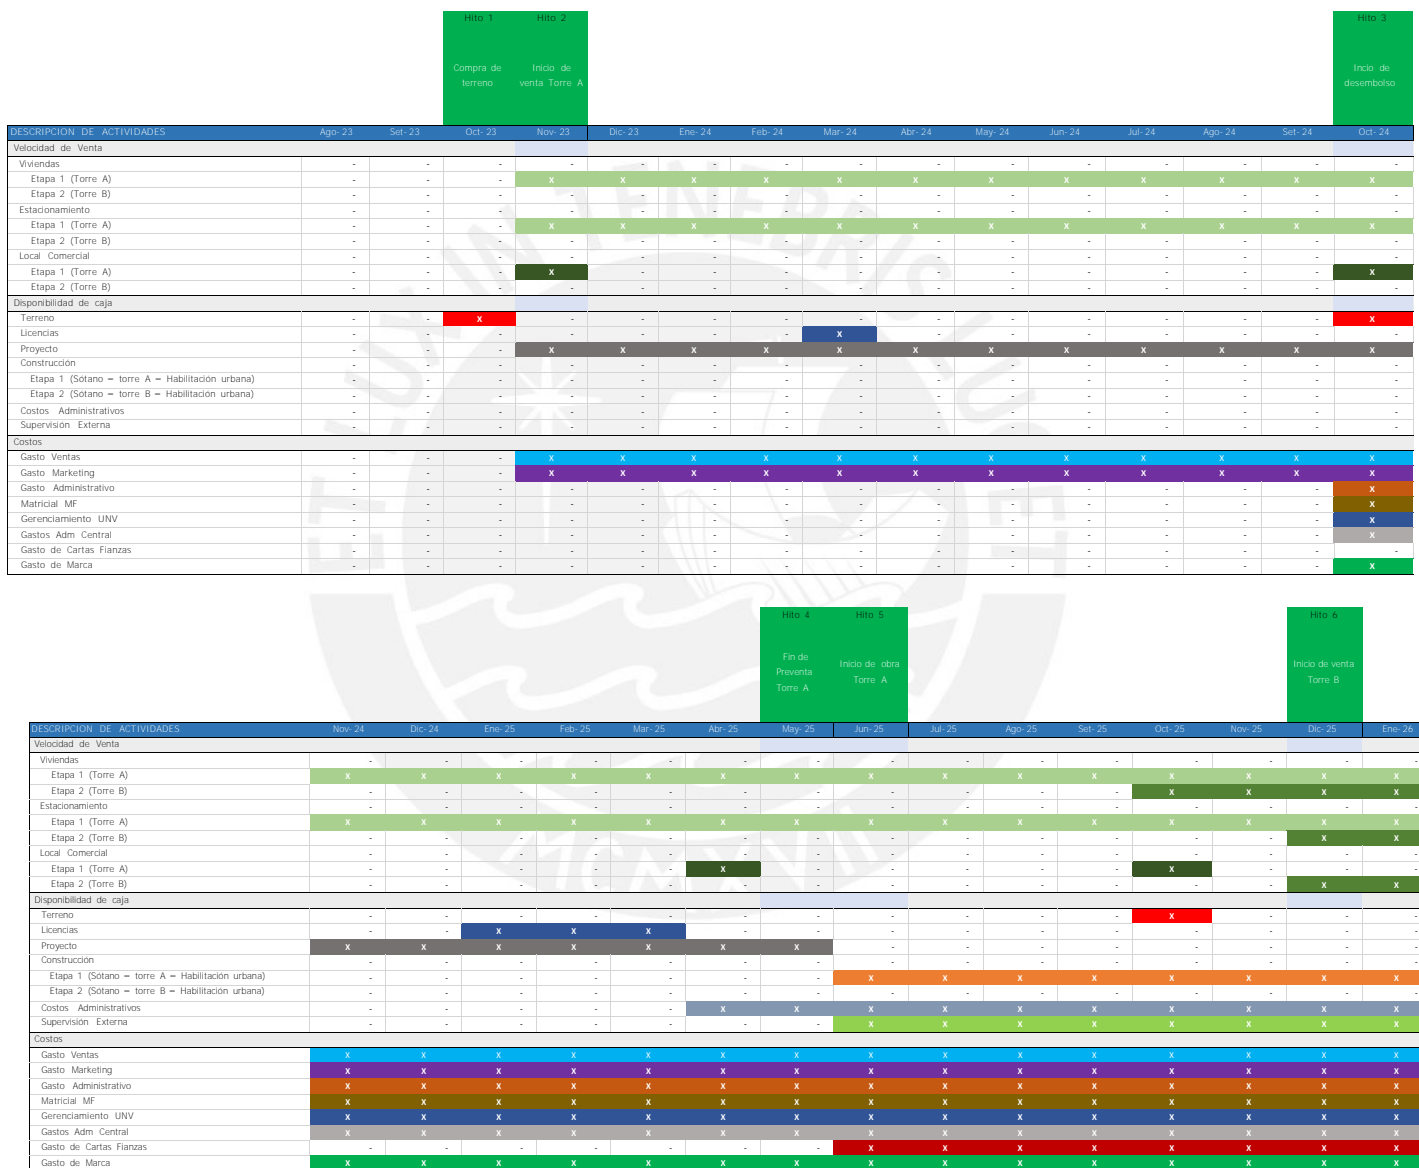 Hito 1 Hito 2 Hito 3
Compra de Inicio de Incio de
terreno venta Torre A desembolso
DESCRIPCION DE ACTIVIDADES Ago-23 Set-23 Oct-23 Nov-23 Dic-23 Ene-24 Feb-24 Mar-24 Abr-24 May-24 Jun-24 Jul-24 Ago-24 Set-24 Oct-24
Velocidad de Venta
Viviendas - - - - - - - - - - - - - - -
Etapa 1 (Torre A) - - - x x x x x x x x x x x x
Etapa 2 (Torre B) - - - - - - - - - - - - - - -
Estacionamiento - - - - - - - - - - - - - - -
Etapa 1 (Torre A) - - - x x x x x x x x x x x x
Etapa 2 (Torre B) - - - - - - - - - - - - - - -
Local Comercial - - - - - - - - - - - - - - -
Etapa 1 (Torre A) - - - x - - - - - - - - - - x
Etapa 2 (Torre B) - - - - - - - - - - - - - - -
Disponibilidad de caja
Terreno - - x - - - - - - - - - - - x
Licencias - - - - - - - x - - - - - - -
Proyecto - - - x x x x x x x x x x x x
Construcción - - - - - - - - - - - - - - -
Etapa 1 (Sótano – torre A – Habilitación urbana) - - - - - - - - - - - - - - -
Etapa 2 (Sótano – torre B – Habilitación urbana) - - - - - - - - - - - - - - -
Costos Administrativos - - - - - - - - - - - - - - -
Supervisión Externa - - - - - - - - - - - - - - -
Costos
Gasto Ventas - - - x x x x x x x x x x x x
Gasto Marketing - - - x x x x x x x x x x x x
Gasto Administrativo - - - - - - - - - - - - - - x
Matricial MF - - - - - - - - - - - - - - x
Gerenciamiento UNV - - - - - - - - - - - - - - x
Gastos Adm Central - - - - - - - - - - - - - - x
Gasto de Cartas Fianzas - - - - - - - - - - - - - - -
Gasto de Marca - - - - - - - - - - - - - - x
ET LUX IN TENEBRIS LUCET
MCMXVII
Hito 4 Hito 5 Hito 6
Fin de Inicio de obra Inicio de venta
Preventa Torre A Torre B
Torre A
DESCRIPCION DE ACTIVIDADES Nov-24 Dic-24 Ene-25 Feb-25 Mar-25 Abr-25 May-25 Jun-25 Jul-25 Ago-25 Set-25 Oct-25 Nov-25 Dic-25 Ene-26
Velocidad de Venta
Viviendas - - - - - - - - - - - - - - -
Etapa 1 (Torre A) x x x x x x x x x x x x x x x
Etapa 2 (Torre B) - - - - - - - - - - - x x x x
Estacionamiento - - - - - - - - - - - - - - -
Etapa 1 (Torre A) x x x x x x x x x x x x x x x
Etapa 2 (Torre B) - - - - - - - - - - - - - x x
Local Comercial - - - - - - - - - - - - - - -
Etapa 1 (Torre A) - - - - - x - - - - - x - - -
Etapa 2 (Torre B) - - - - - - - - - - - - - x x
Disponibilidad de caja
Terreno - - - - - - - - - - - x - - -
Licencias - - x x x - - - - - - - - - -
Proyecto x x x x x x x - - - - - - - -
Construcción - - - - - - - - - - - - - - -
Etapa 1 (Sótano – torre A – Habilitación urbana) - - - - - - - x x x x x x x x
Etapa 2 (Sótano – torre B – Habilitación urbana) - - - - - - - - - - - - - - -
Costos Administrativos - - - - - x x x x x x x x x x
Supervisión Externa - - - - - - - x x x x x x x x
Costos
Gasto Ventas x x x x x x x x x x x x x x x
Gasto Marketing x x x x x x x x x x x x x x x
Gasto Administrativo x x x x x x x x x x x x x x x
Matricial MF x x x x x x x x x x x x x x x
Gerenciamiento UNV x x x x x x x x x x x x x x x
Gastos Adm Central x x x x x x x x x x x x x x x
Gasto de Cartas Fianzas - - - - - - - x x x x x x x x
Gasto de Marca x x x x x x x x x x x x x x x